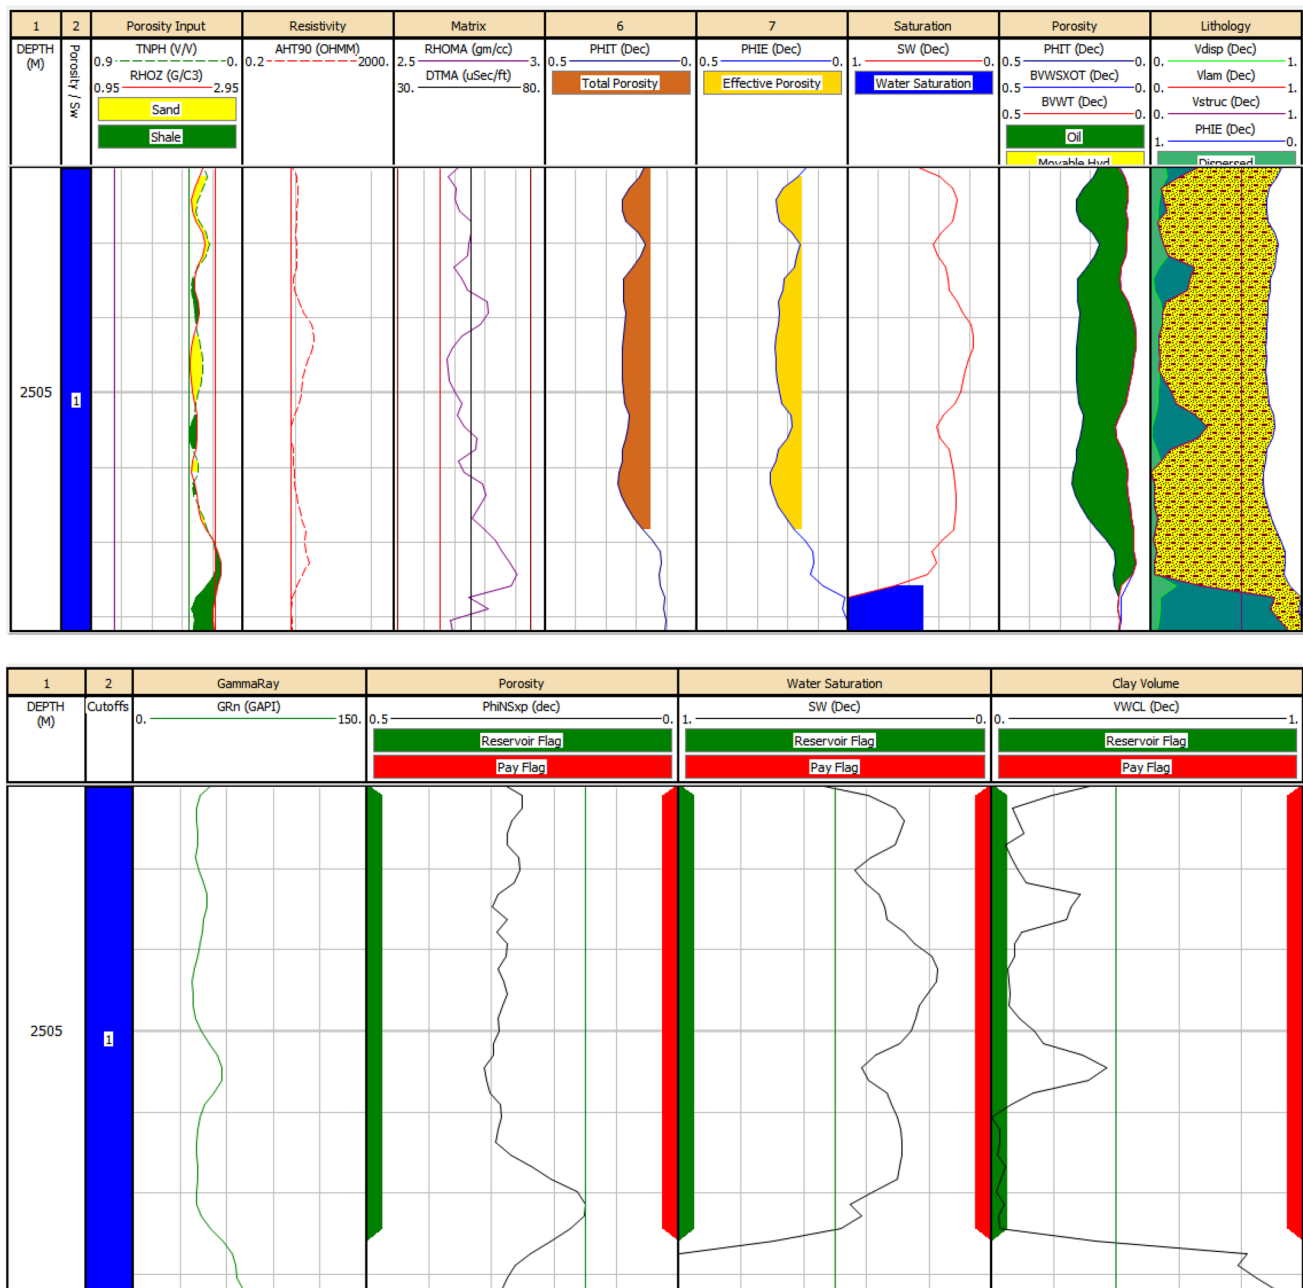 1 2 Porosity Input Resistivity Matrix 6 7 Saturation Porosity Lithology
DEPTH (M) Porosity / Sw TNPH (V/V) AHT90 (OHMM) RHOMA (gm/cc) PHIT (Dec) PHIE (Dec) SW (Dec) PHIT (Dec) Vdisp (Dec)
0.9 0. 0.2 2000. 2.5 3. 0.5 0. 0.5 0. 1. 0. 0.5 0. 0. 1.
RHOZ (G/C3) DTMA (uSec/ft) Total Porosity Effective Porosity Water Saturation BVWSXOT (Dec) Vlam (Dec)
0.95 2.95 30. 80. 0.5 0. 0. 1.
Sand BVWT (Dec) Vstruc (Dec)
0.5 0. 0. 1.
Shale Oil PHIE (Dec)
1. 0.
Movable Hyd Dispersed
2505 1
1 2 GammaRay Porosity Water Saturation Clay Volume
DEPTH (M) Cutoffs GRn (GAPI) PhiNSxp (dec) SW (Dec) VWCL (Dec)
0. 150. 0.5 0. 1. 0. 0. 1.
Reservoir Flag Reservoir Flag Reservoir Flag
Pay Flag Pay Flag Pay Flag
2505 1